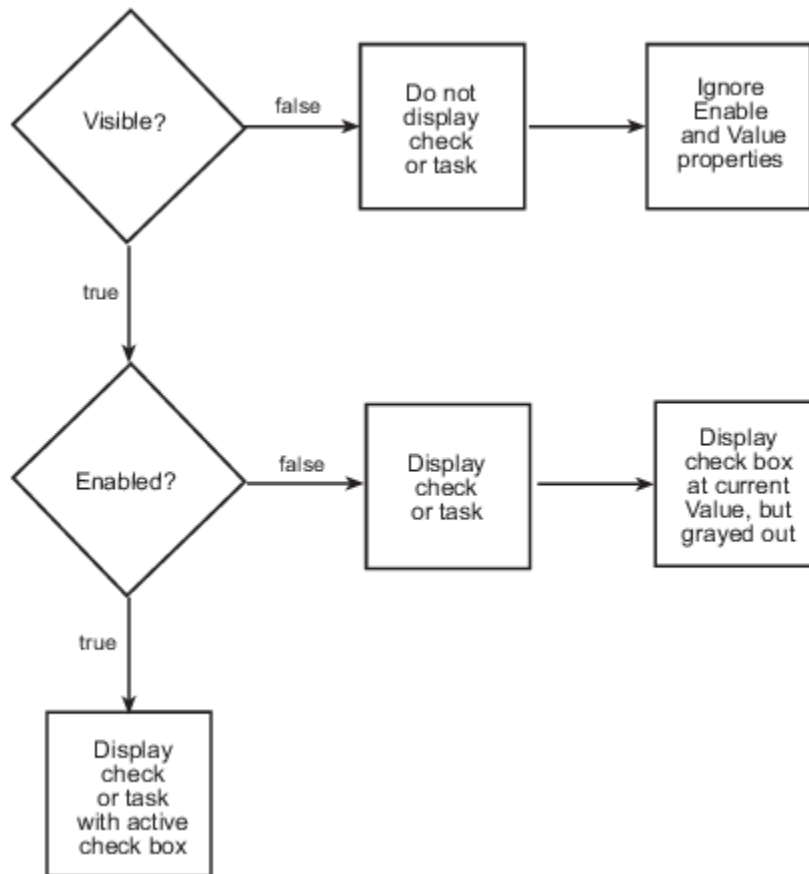 Visible?
false
Do not
display
check
or task
Ignore
Enable
and Value
properties
true
Enabled?
false
Display
check
or task
Display
check box
at current
Value, but
grayed out
true
Display
check
or task
with active
check box